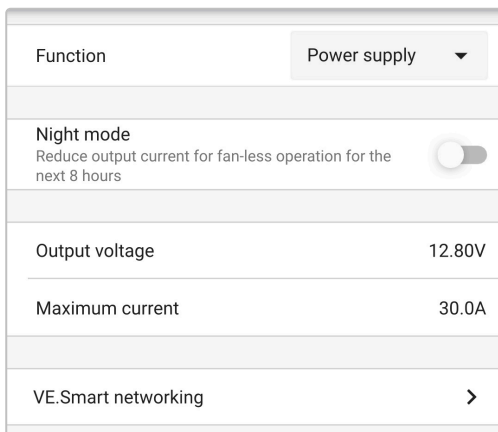 Function
Power supply
Night mode
Reduce output current for fan-less operation for the
next 8 hours
Output voltage
12.80V
Maximum current
30.0A
VE.Smart networking